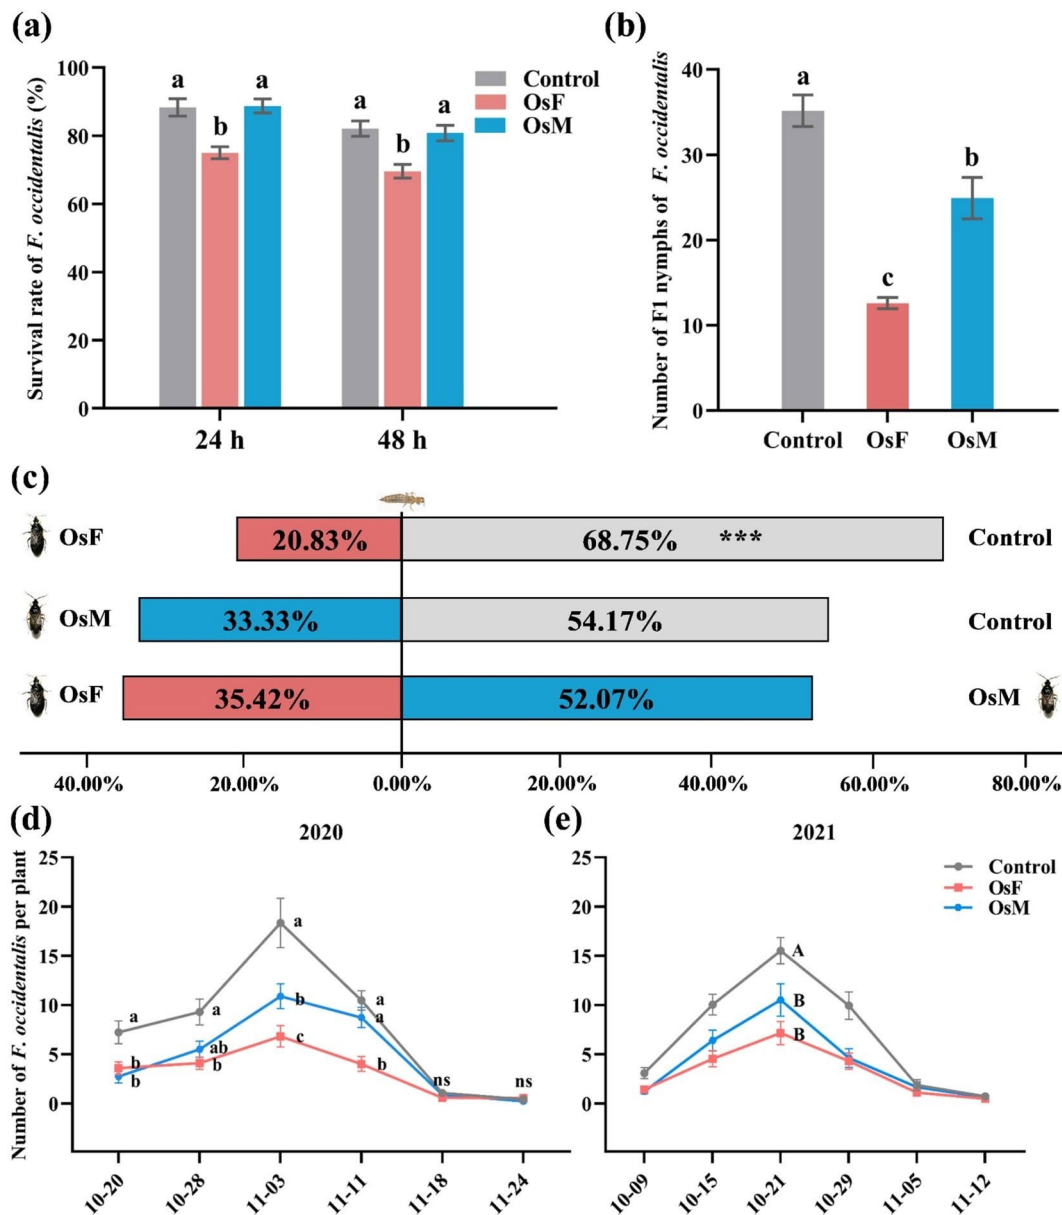 (a)
Survival rate of F. occidentalis (%)
100
80
60
40
20
0
a
b
a
a
b
a
24 h
48 h
Control
OsF
OsM
(b)
Number of F1 nymphs of F. occidentalis
40
30
20
10
0
a
c
b
Control
OsF
OsM
(c)
OsF
20.83%
68.75% ***
Control
OsM
33.33%
54.17%
Control
OsF
35.42%
52.07%
OsM
40.00%
20.00%
0.00%
20.00%
40.00%
60.00%
80.00%
(d)
2020
Number of F. occidentalis per plant
25
20
15
10
5
0
a
b
b
a
ab
b
a
b
c
a
a
b
ns
ns
10-20
10-28
11-03
11-11
11-18
11-24
(e)
2021
25
20
15
10
5
0
A
B
B
Control
OsF
OsM
10-09
10-15
10-21
10-29
11-05
11-12